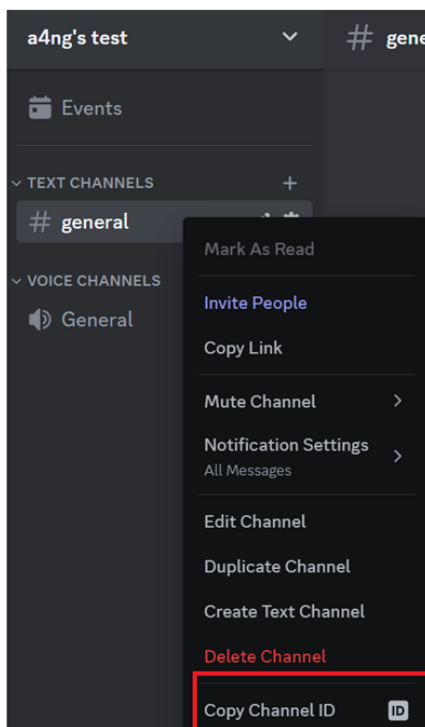 a4ng's test
# gene
Events
TEXT CHANNELS +
# general
Mark As Read
Invite People
VOICE CHANNELS
General
Copy Link
Mute Channel
Notification Settings
All Messages
Edit Channel
Duplicate Channel
Create Text Channel
Delete Channel
Copy Channel ID
ID